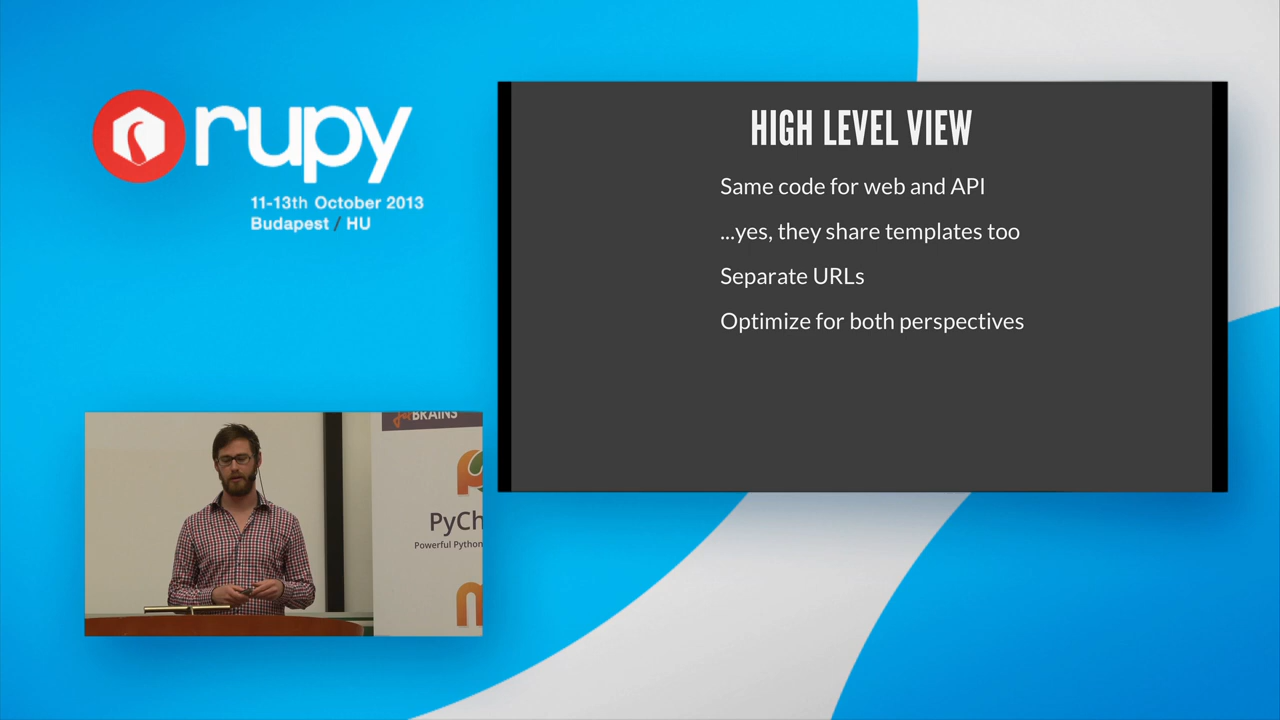 rupy
11-13th October 2013
Budapest / HU
HIGH LEVEL VIEW
Same code for web and API
...yes, they share templates too
Separate URLs
Optimize for both perspectives
BRAINS
PyCh
Powerful Python